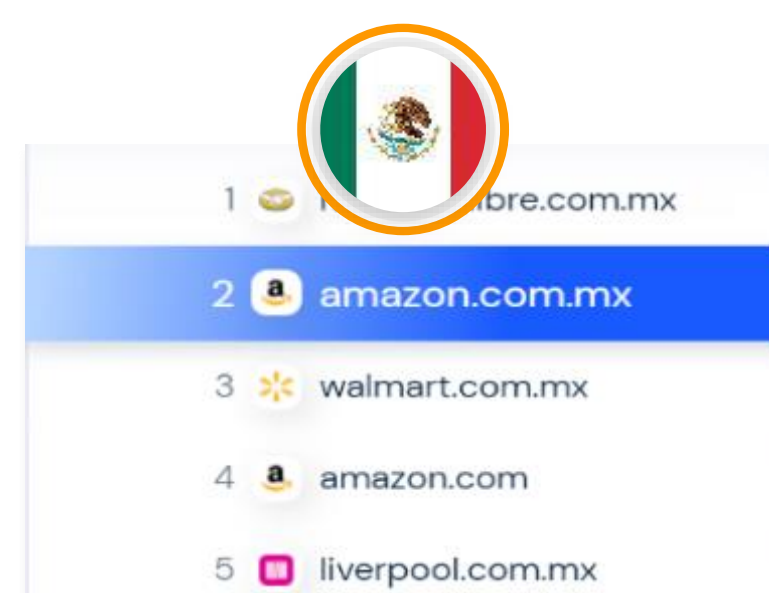 1 ibre.com.mx
2 a amazon.com.mx
3 walmart.com.mx
4 a amazon.com
5 liverpool.com.mx